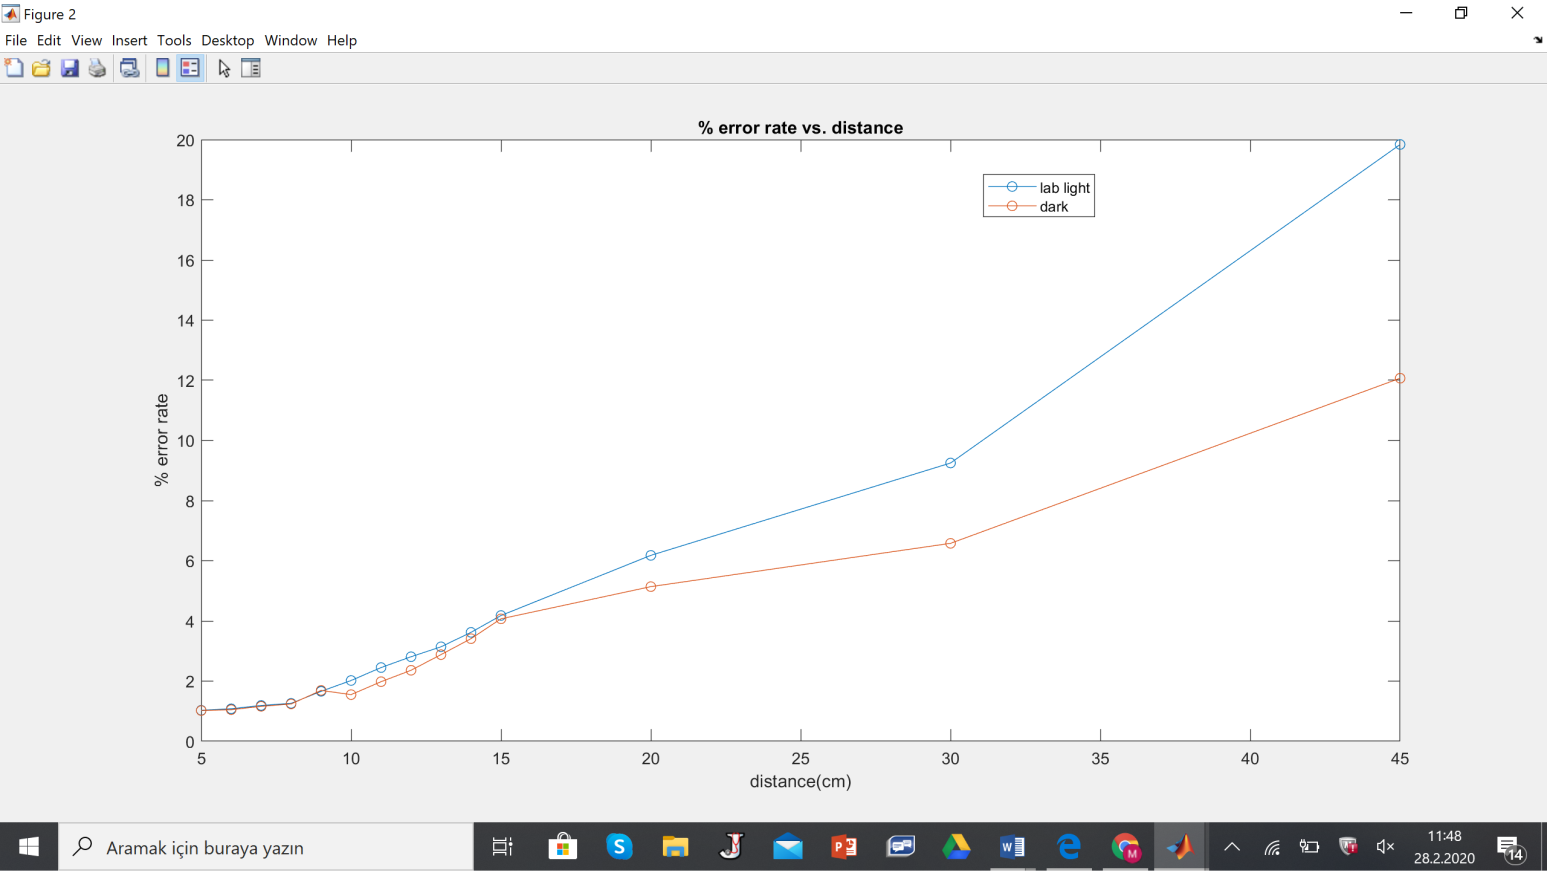 Figure 2
File Edit View Insert Tools Desktop Window Help
% error rate vs. distance
20
18
16
14
12
10
8
6
4
2
0
% error rate
lab light
dark
5 10 15 20 25 30 35 40 45
distance(cm)
Aramak için buraya yazın
11:48
28.2.2020
14